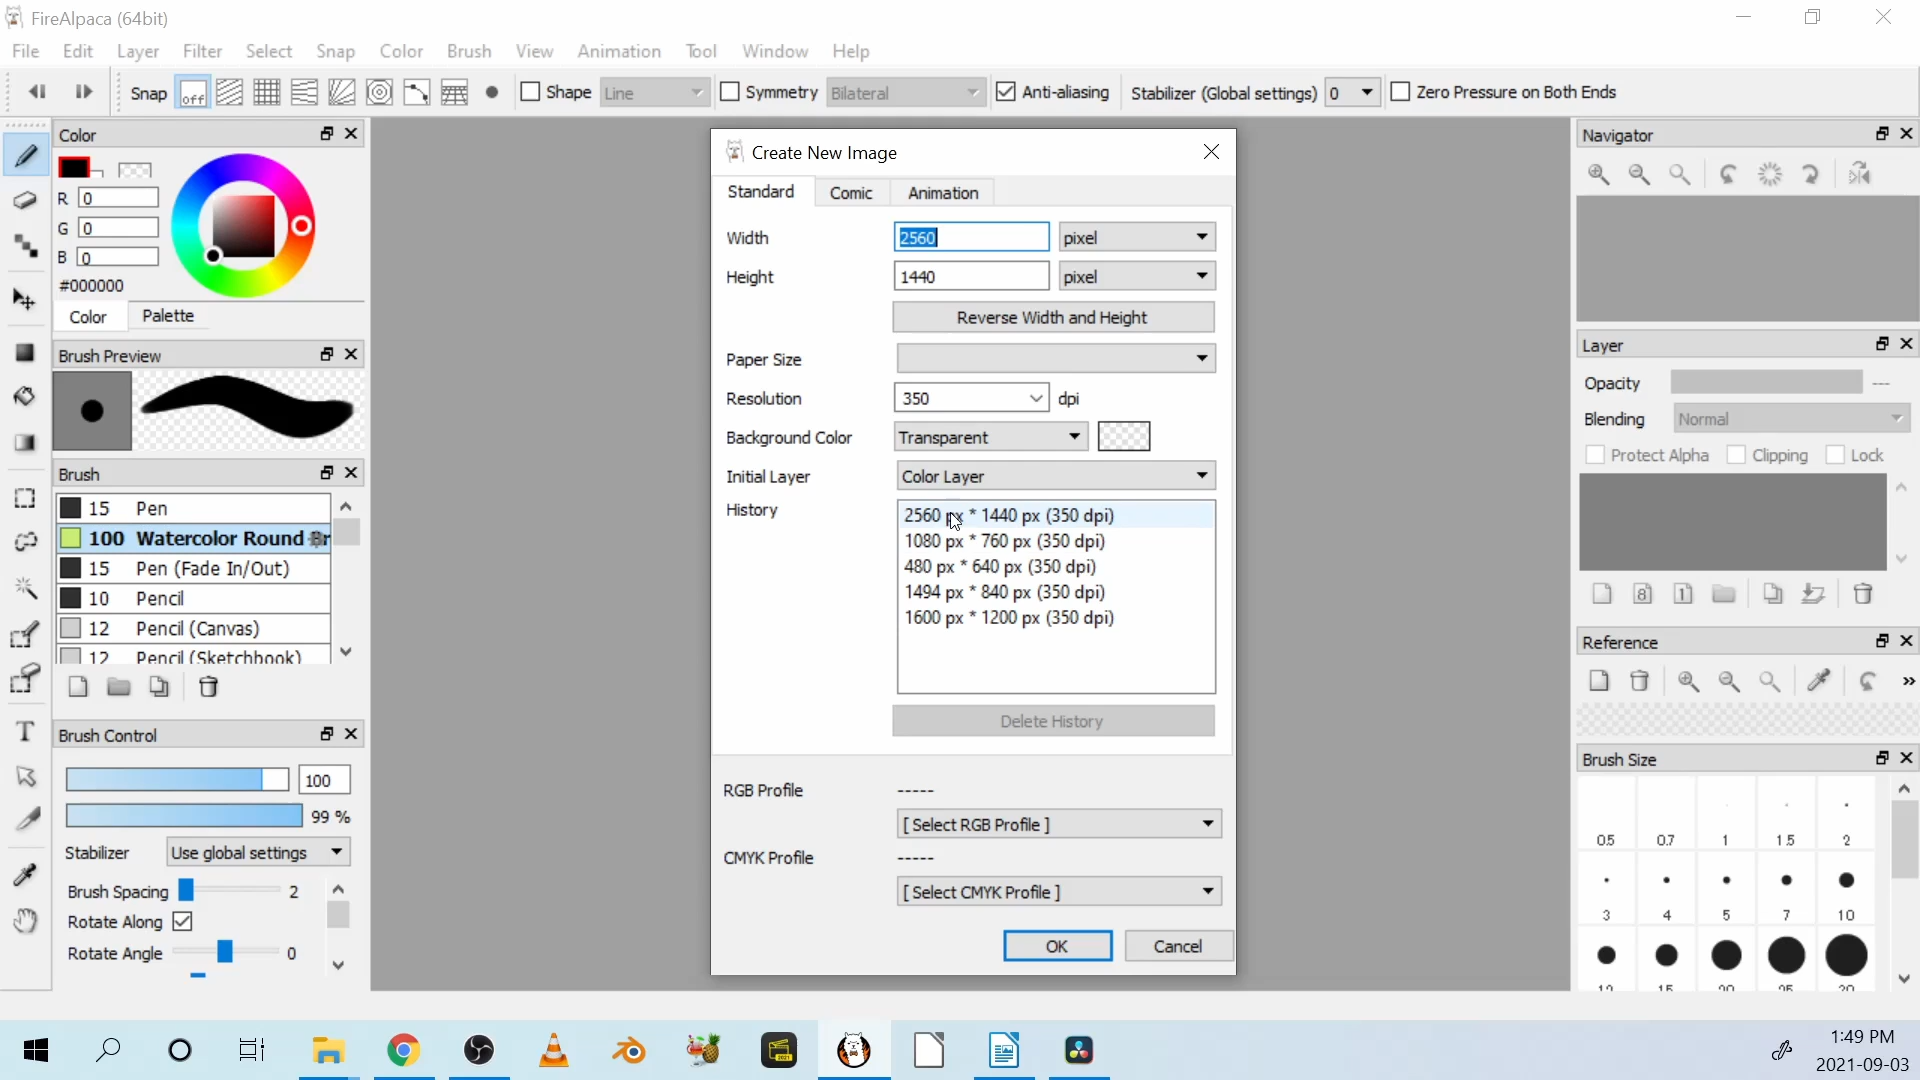 FireAlpaca (64bit)
File Edit Layer Filter Select Snap Color Brush View Animation Tool Window Help
Snap off Shape Line Symmetry Bilateral Anti-aliasing Stabilizer (Global settings) 0 Zero Pressure on Both Ends
Color
R 0
G 0
B 0
#000000
Color Palette
Brush Preview
Brush
15 Pen
100 Watercolor Round Br
15 Pen (Fade In/Out)
10 Pencil
12 Pencil (Canvas)
12 Pencil (Sketchbook)
T
Brush Control
100
99 %
Stabilizer Use global settings
Brush Spacing 2
Rotate Along
Rotate Angle 0
Create New Image
Standard Comic Animation
Width 2560 pixel
Height 1440 pixel
Reverse Width and Height
Paper Size
Resolution 350 dpi
Background Color Transparent
Initial Layer Color Layer
History
2560 px * 1440 px (350 dpi)
1080 px * 760 px (350 dpi)
480 px * 640 px (350 dpi)
1494 px * 840 px (350 dpi)
1600 px * 1200 px (350 dpi)
Delete History
RGB Profile -----
[ Select RGB Profile ]
CMYK Profile -----
[ Select CMYK Profile ]
OK Cancel
Navigator
Layer
Opacity ---
Blending Normal
Protect Alpha Clipping Lock
8 1
Reference
»
Brush Size
0.5 0.7 1 1.5 2
3 4 5 7 10
12 15 20 25 30
1:49 PM
2021-09-03